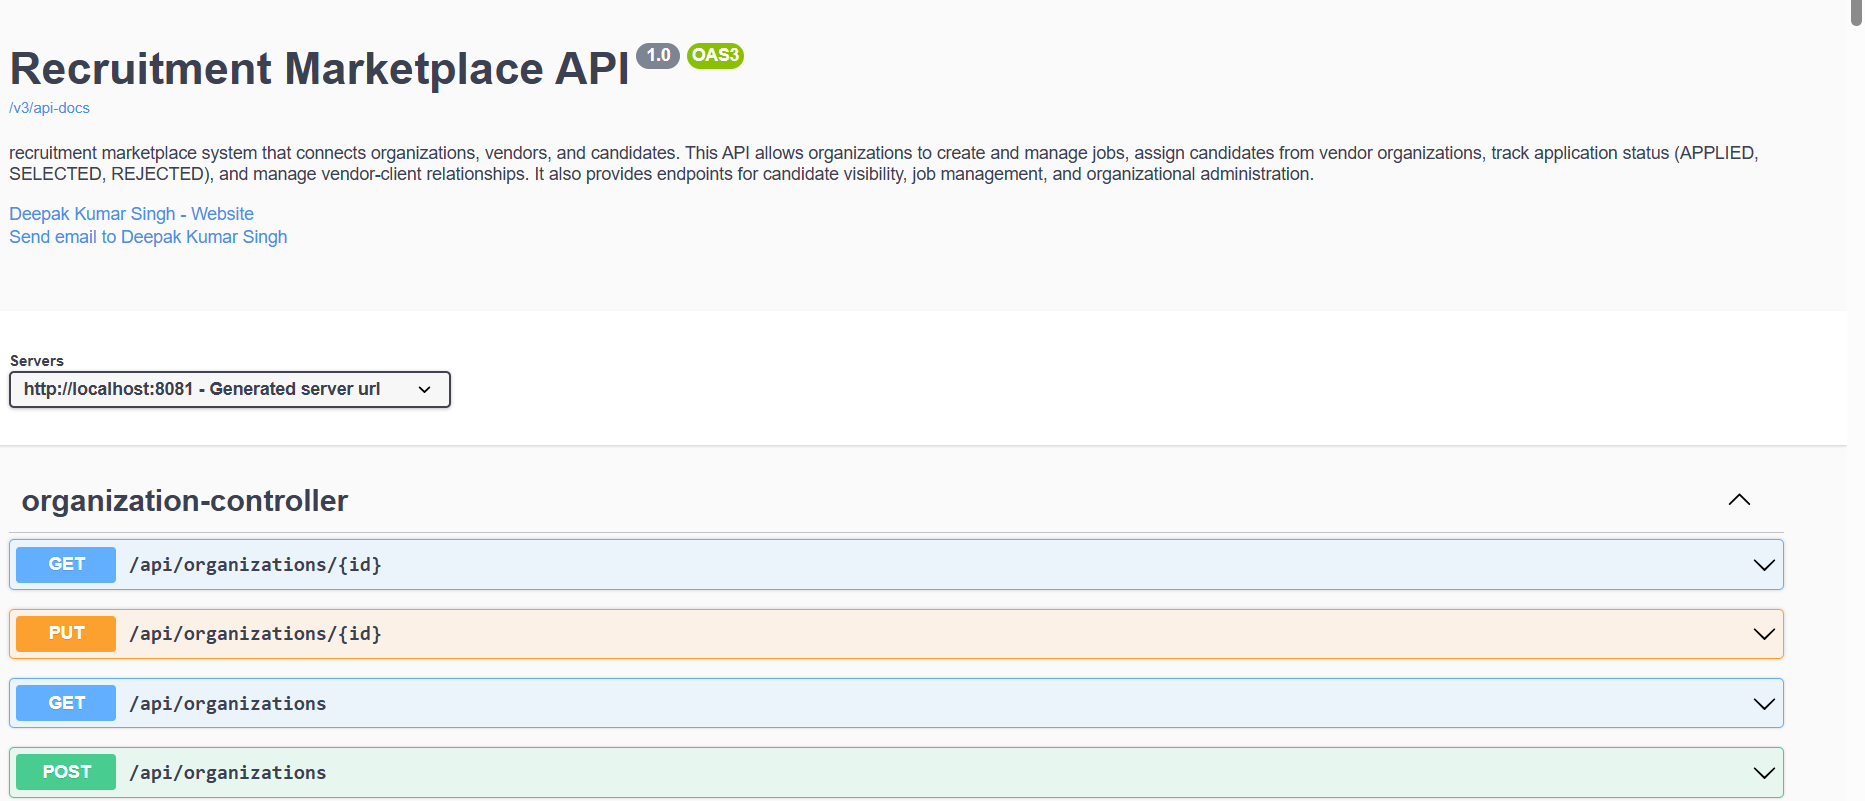 Recruitment Marketplace API 1.0 OAS3
/v3/api-docs
recruitment marketplace system that connects organizations, vendors, and candidates. This API allows organizations to create and manage jobs, assign candidates from vendor organizations, track application status (APPLIED,
SELECTED, REJECTED), and manage vendor-client relationships. It also provides endpoints for candidate visibility, job management, and organizational administration.
Deepak Kumar Singh - Website
Send email to Deepak Kumar Singh
Servers
http://localhost:8081 - Generated server url
organization-controller
GET /api/organizations/{id}
PUT /api/organizations/{id}
GET /api/organizations
POST /api/organizations